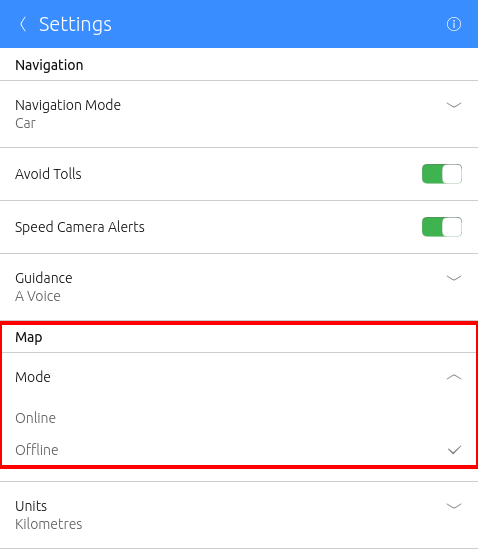 Settings
Navigation
Navigation Mode
Car
Avoid Tolls
Speed Camera Alerts
Guidance
A Voice
Map
Mode
Online
Offline
Units
Kilometres